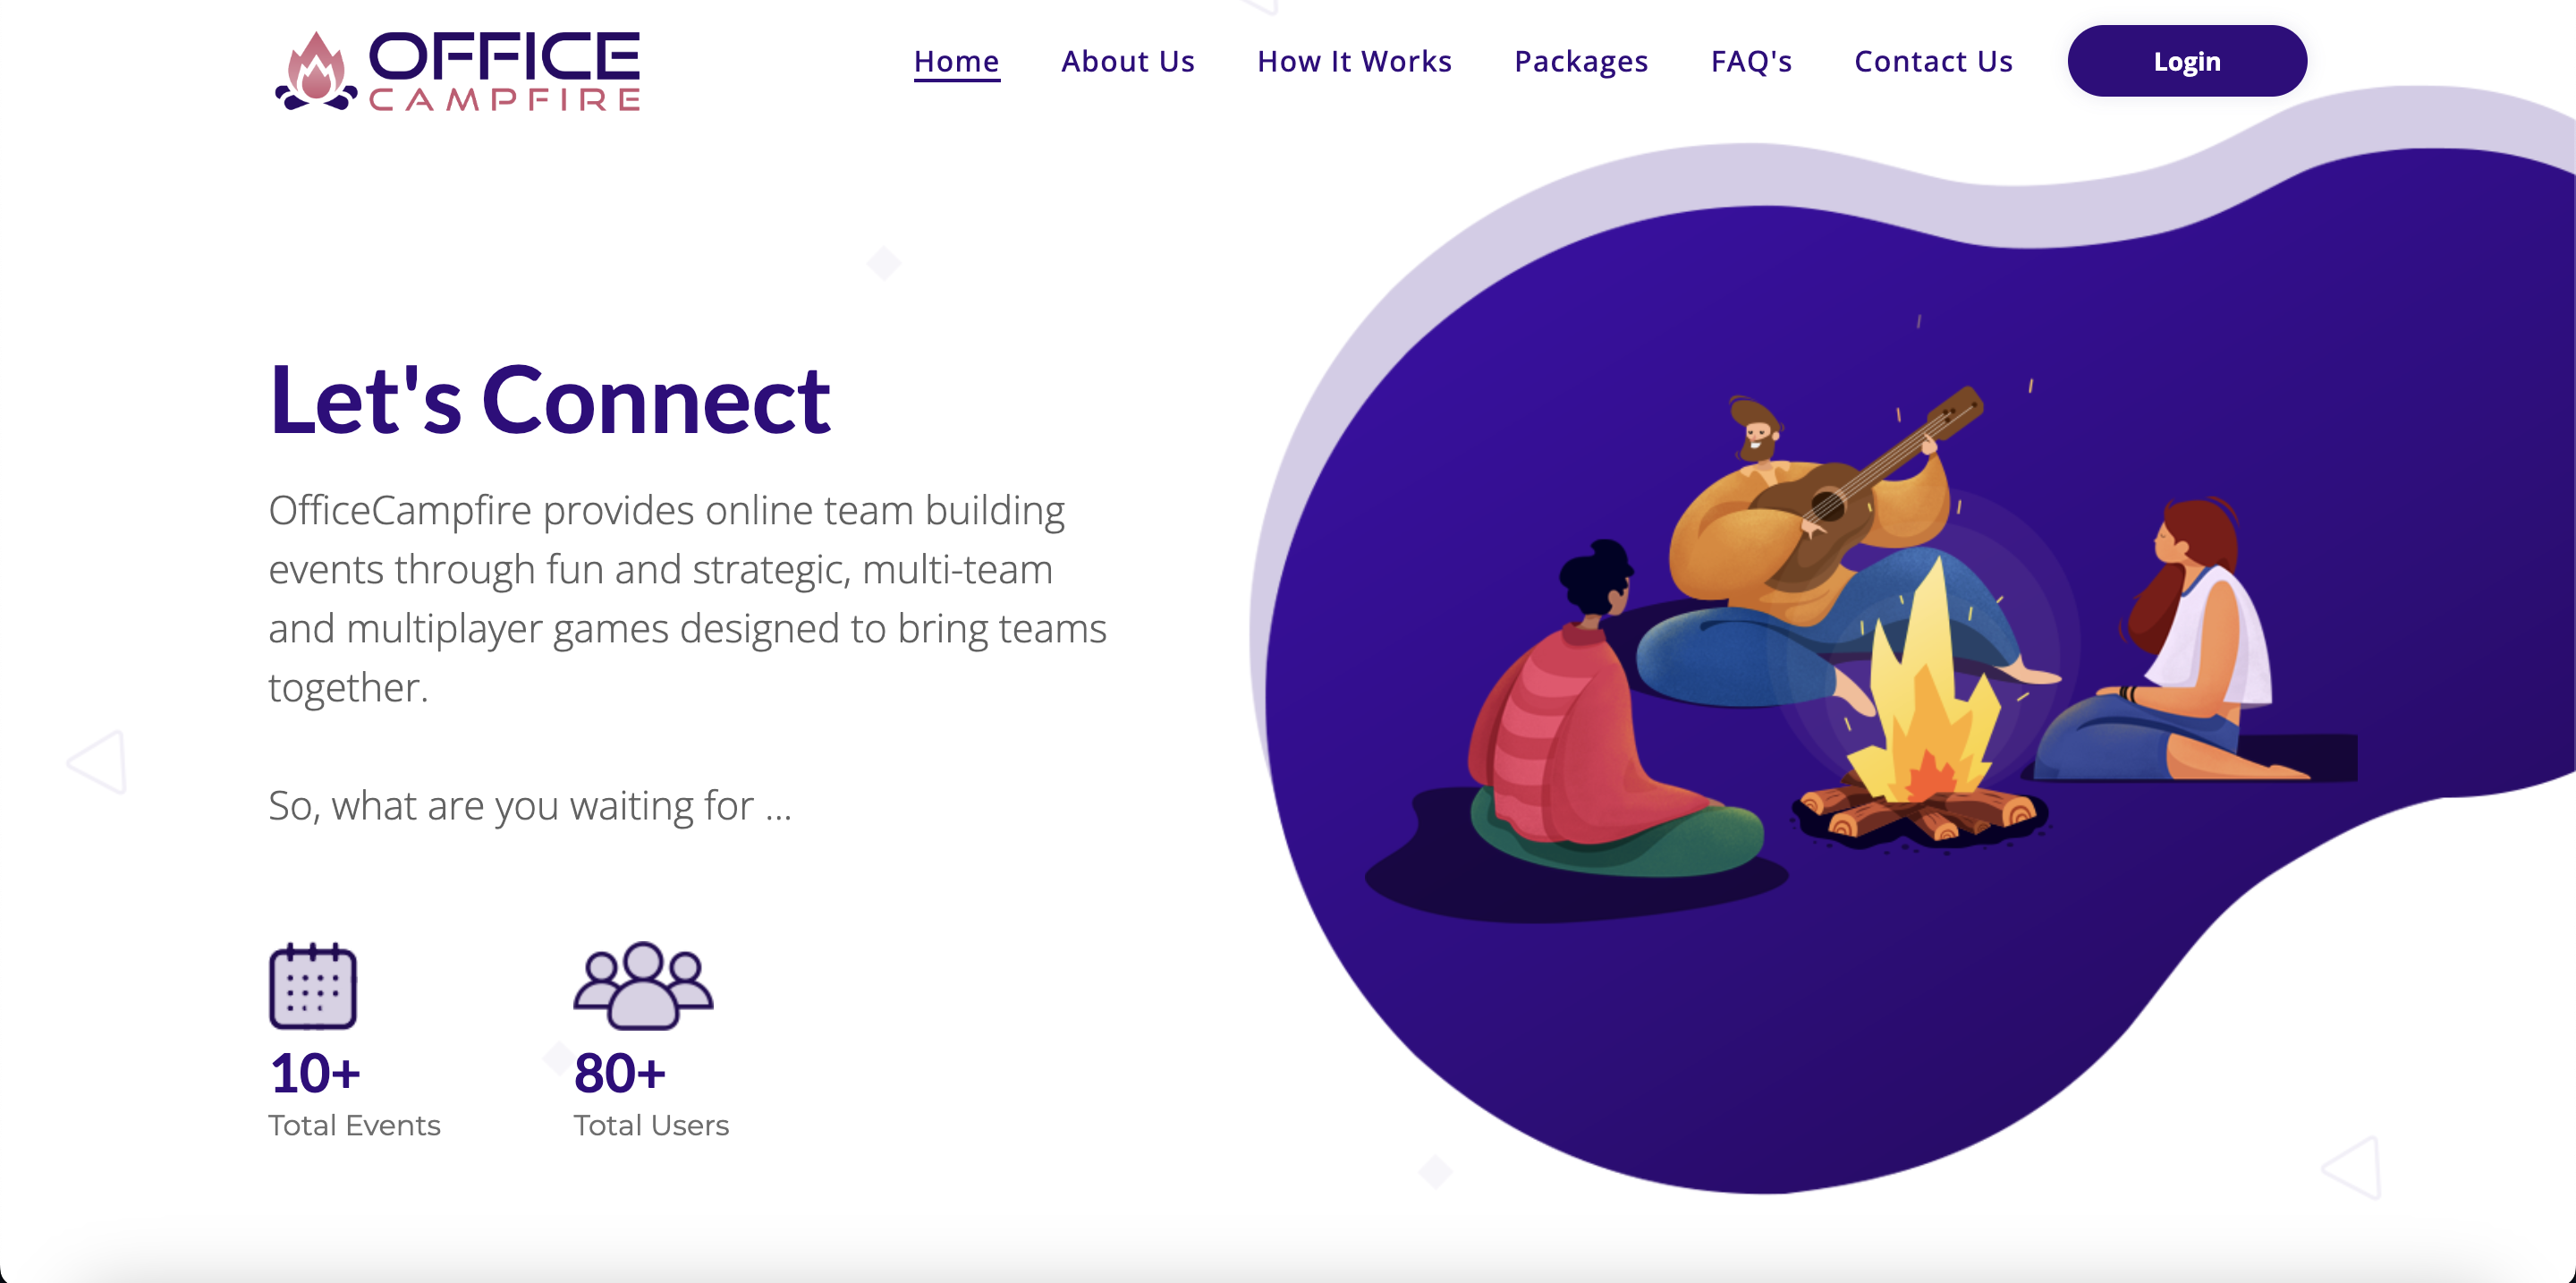 OFFICE
CAMPFIRE
Home About Us How It Works Packages FAQ's Contact Us Login
Let's Connect
OfficeCampfire provides online team building
events through fun and strategic, multi-team
and multiplayer games designed to bring teams
together.
So, what are you waiting for ...
10+
Total Events
80+
Total Users